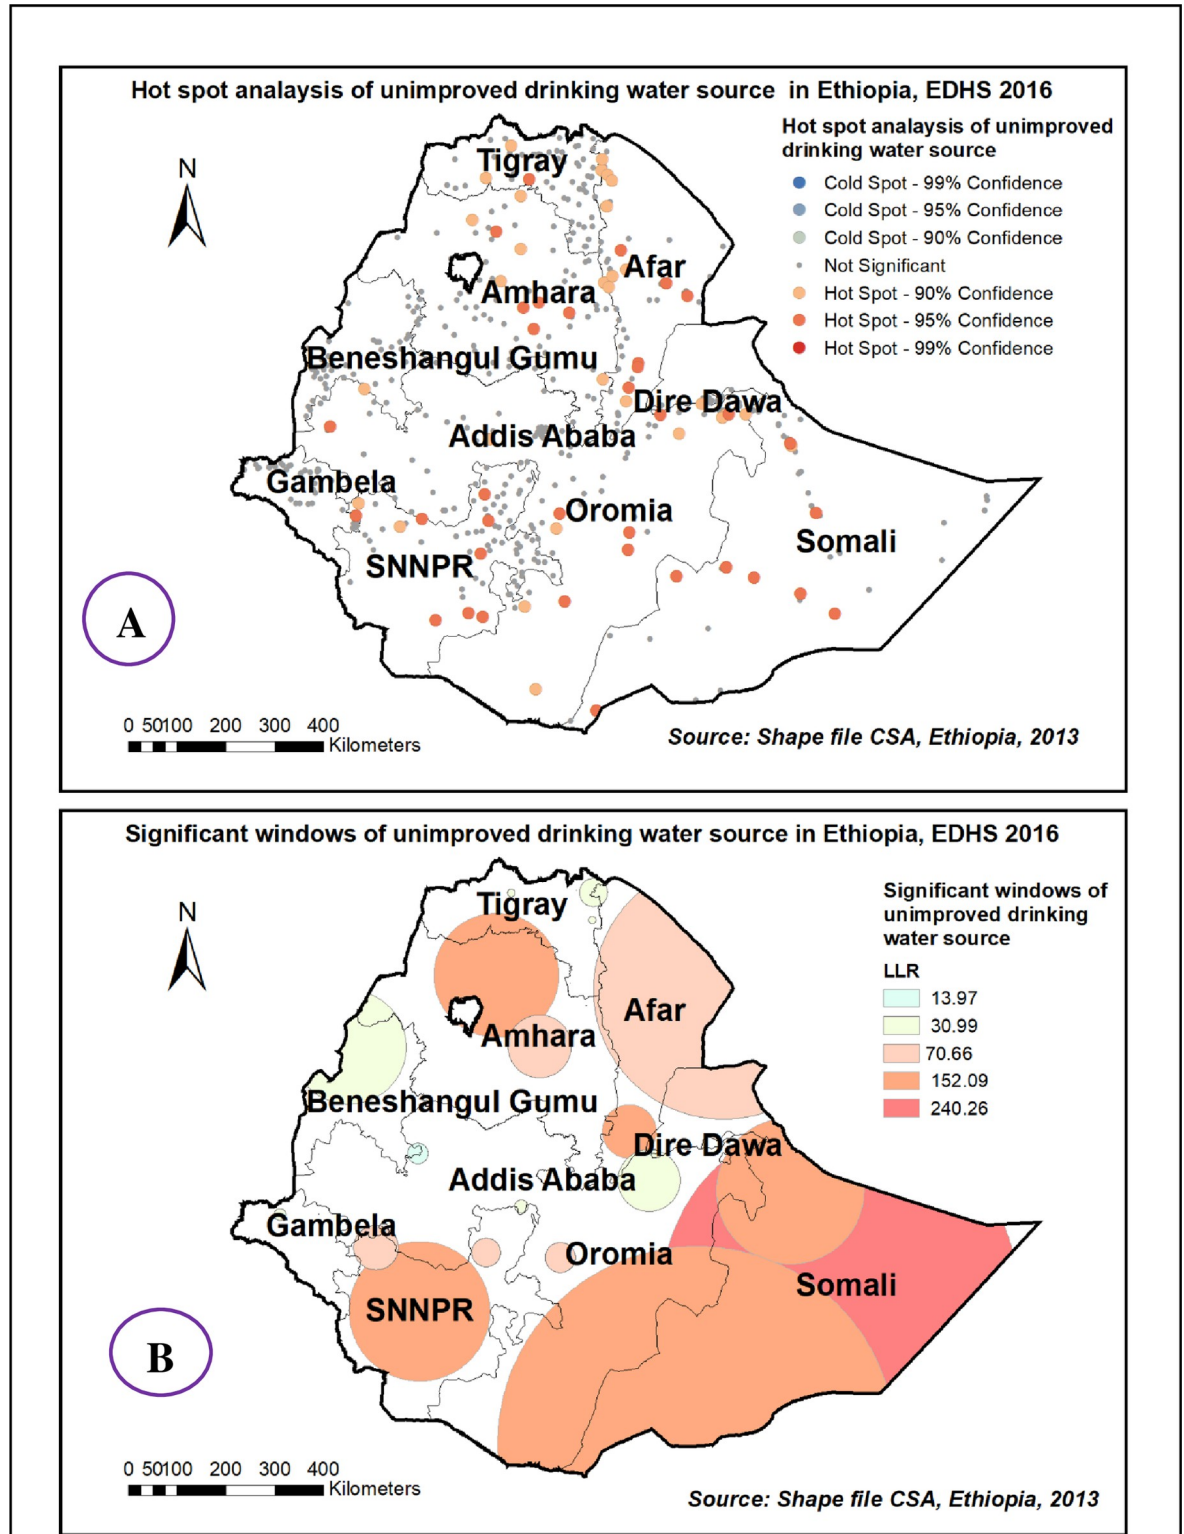 Hot spot analaysis of unimproved drinking water source in Ethiopia, EDHS 2016
Hot spot analaysis of unimproved
drinking water source
Cold Spot - 99% Confidence
Cold Spot - 95% Confidence
Cold Spot - 90% Confidence
Not Significant
Hot Spot - 90% Confidence
Hot Spot - 95% Confidence
Hot Spot - 99% Confidence
N
Tigray
Afar
Amhara
Beneshangul Gumu
Dire Dawa
Addis Ababa
Gambela
Oromia
Somali
SNNPR
A
0 50100 200 300 400
Kilometers
Source: Shape file CSA, Ethiopia, 2013
Significant windows of unimproved drinking water source in Ethiopia, EDHS 2016
Significant windows of
unimproved drinking
water source
LLR
13.97
30.99
70.66
152.09
240.26
N
Tigray
Afar
Amhara
Beneshangul Gumu
Dire Dawa
Addis Ababa
Gambela
Oromia
Somali
SNNPR
B
0 50100 200 300 400
Kilometers
Source: Shape file CSA, Ethiopia, 2013